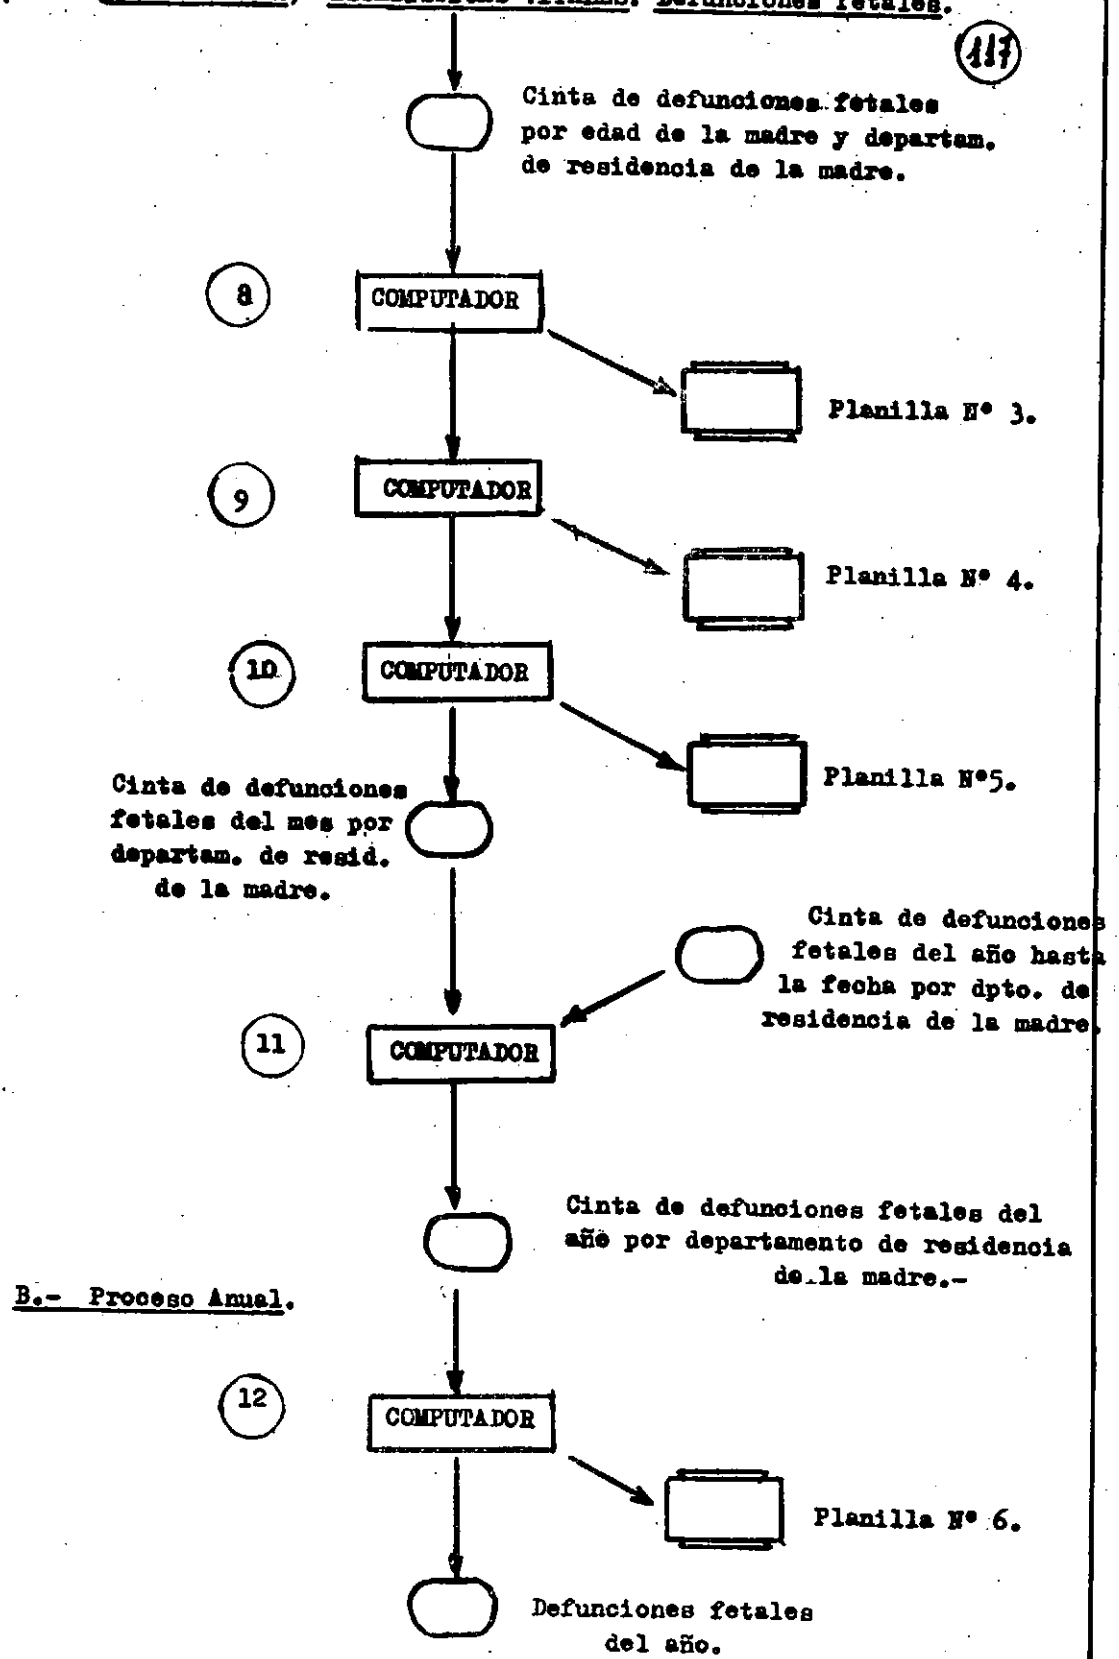 Defunciones fetales.
117
Cinta de defunciones fetales
por edad de la madre y departam.
de residencia de la madre.
8
COMPUTADOR
Planilla Nº 3.
9
COMPUTADOR
Planilla Nº 4.
10
COMPUTADOR
Planilla Nº5.
Cinta de defunciones
fetales del mes por
departam. de resid.
de la madre.
Cinta de defunciones
fetales del año hasta
la fecha por dpto. de
residencia de la madre.
11
COMPUTADOR
Cinta de defunciones fetales del
año por departamento de residencia
de la madre.-
B.- Proceso Anual.
12
COMPUTADOR
Planilla Nº 6.
Defunciones fetales
del año.